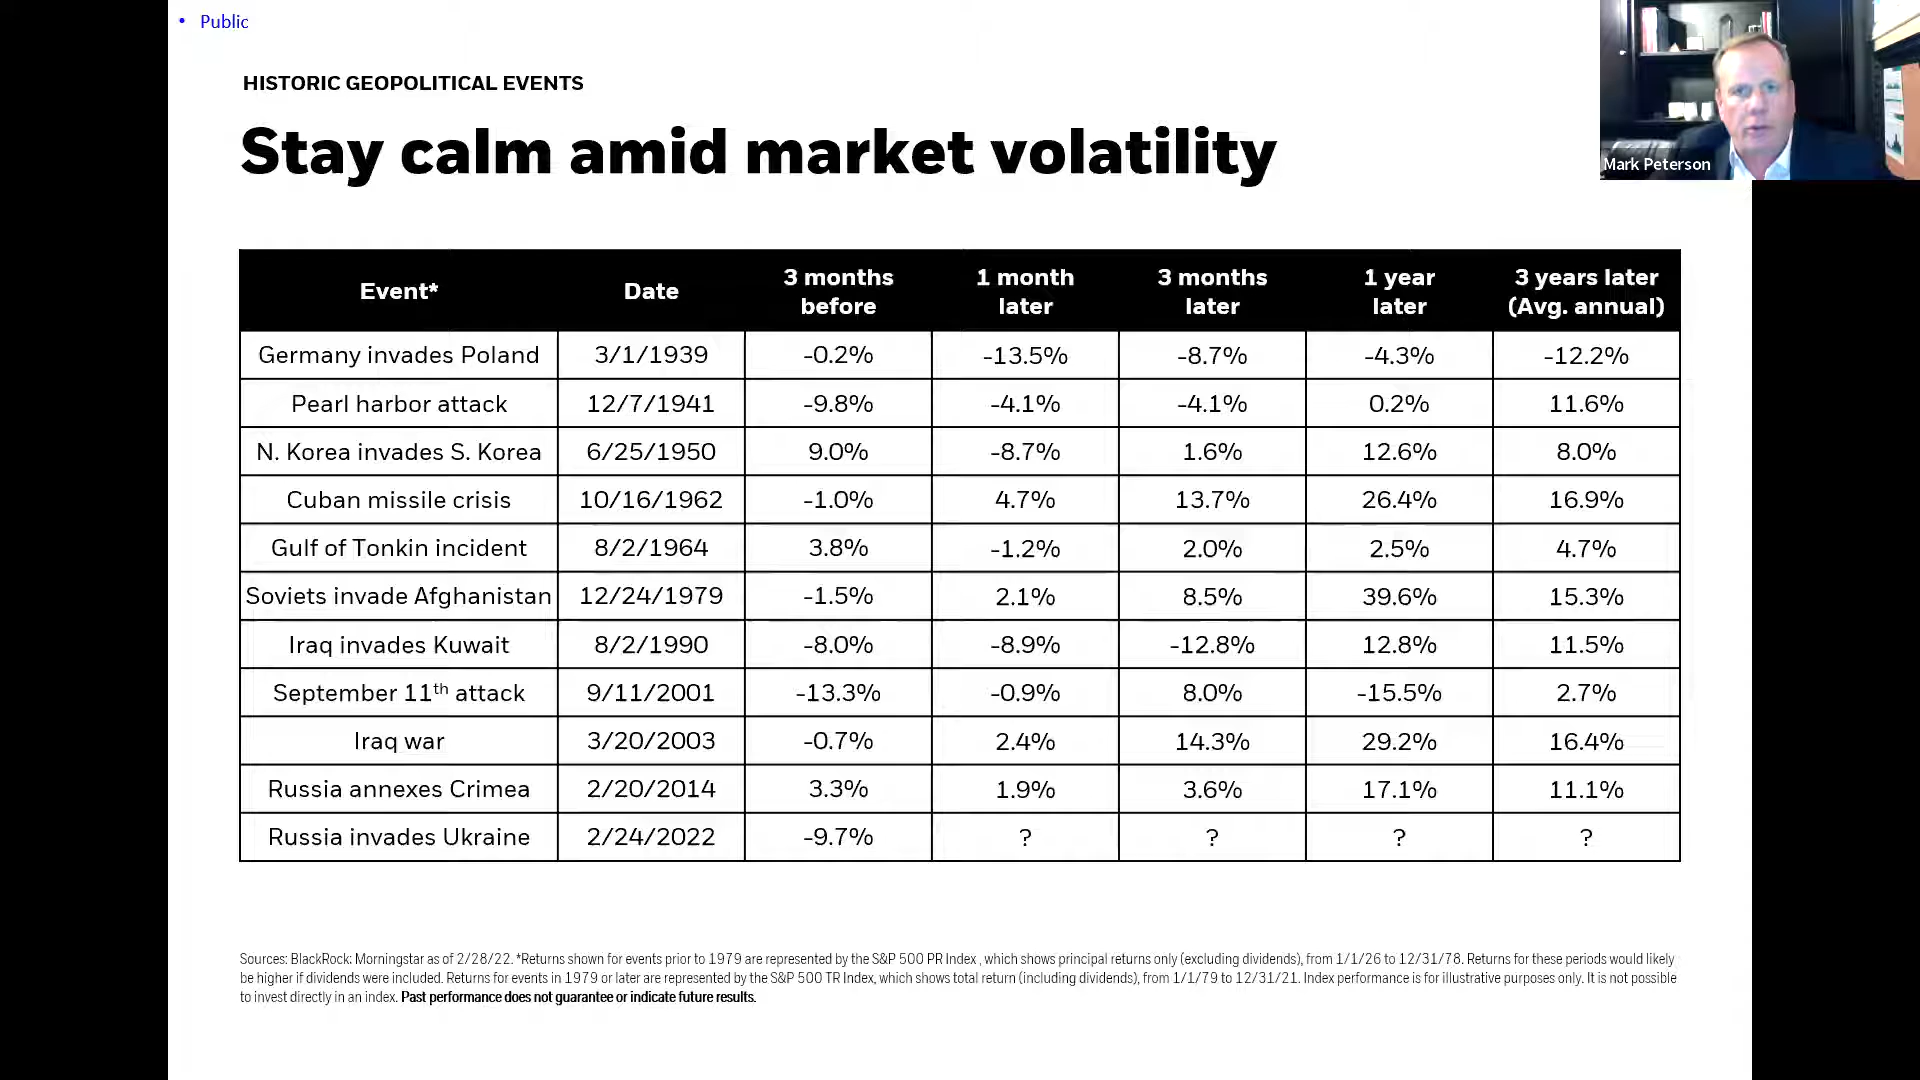 • Public
HISTORIC GEOPOLITICAL EVENTS
Stay calm amid market volatility
Mark Peterson
Event* Date 3 months before 1 month later 3 months later 1 year later 3 years later (Avg. annual)
Germany invades Poland 3/1/1939 -0.2% -13.5% -8.7% -4.3% -12.2%
Pearl harbor attack 12/7/1941 -9.8% -4.1% -4.1% 0.2% 11.6%
N. Korea invades S. Korea 6/25/1950 9.0% -8.7% 1.6% 12.6% 8.0%
Cuban missile crisis 10/16/1962 -1.0% 4.7% 13.7% 26.4% 16.9%
Gulf of Tonkin incident 8/2/1964 3.8% -1.2% 2.0% 2.5% 4.7%
Soviets invade Afghanistan 12/24/1979 -1.5% 2.1% 8.5% 39.6% 15.3%
Iraq invades Kuwait 8/2/1990 -8.0% -8.9% -12.8% 12.8% 11.5%
September 11th attack 9/11/2001 -13.3% -0.9% 8.0% -15.5% 2.7%
Iraq war 3/20/2003 -0.7% 2.4% 14.3% 29.2% 16.4%
Russia annexes Crimea 2/20/2014 3.3% 1.9% 3.6% 17.1% 11.1%
Russia invades Ukraine 2/24/2022 -9.7% ? ? ? ?
Sources: BlackRock; Morningstar as of 2/28/22. *Returns shown for events prior to 1979 are represented by the S&P 500 PR Index , which shows principal returns only (excluding dividends), from 1/1/26 to 12/31/78. Returns for these periods would likely
be higher if dividends were included. Returns for events in 1979 or later are represented by the S&P 500 TR Index, which shows total return (including dividends), from 1/1/79 to 12/31/21. Index performance is for illustrative purposes only. It is not possible
to invest directly in an index. Past performance does not guarantee or indicate future results.